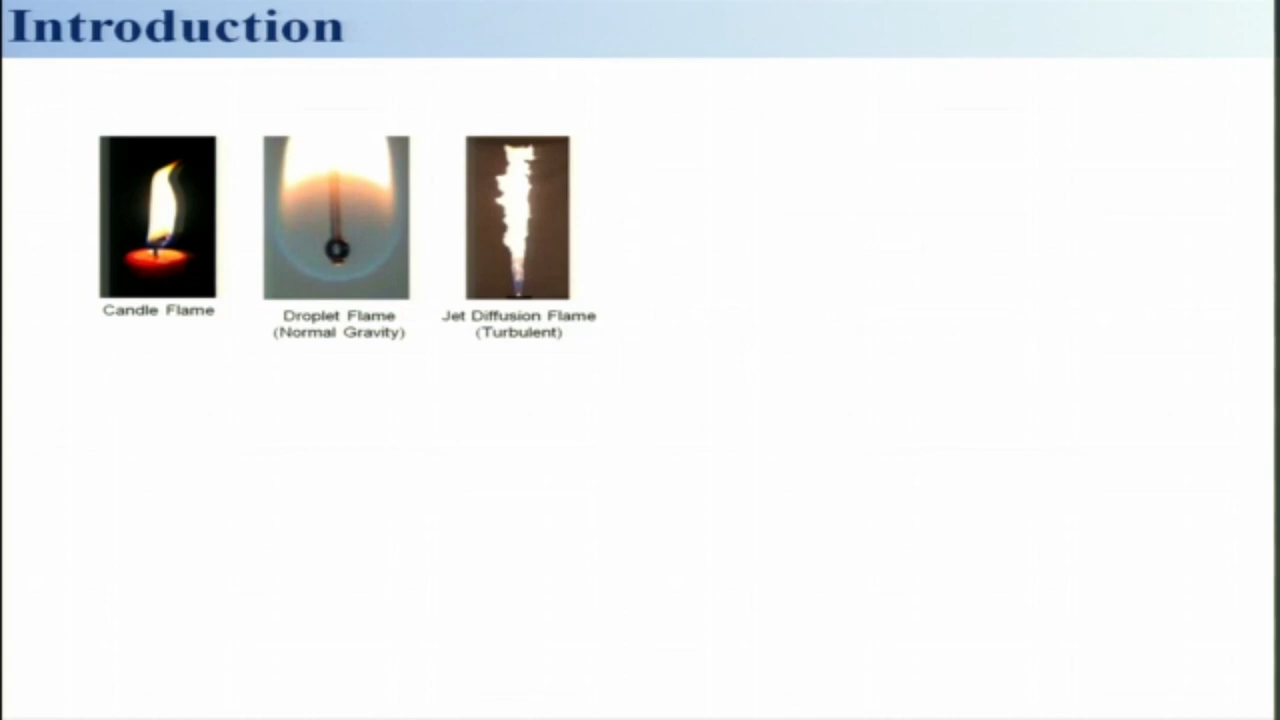 Introduction
Candle Flame
Droplet Flame
(Normal Gravity)
Jet Diffusion Flame
(Turbulent)